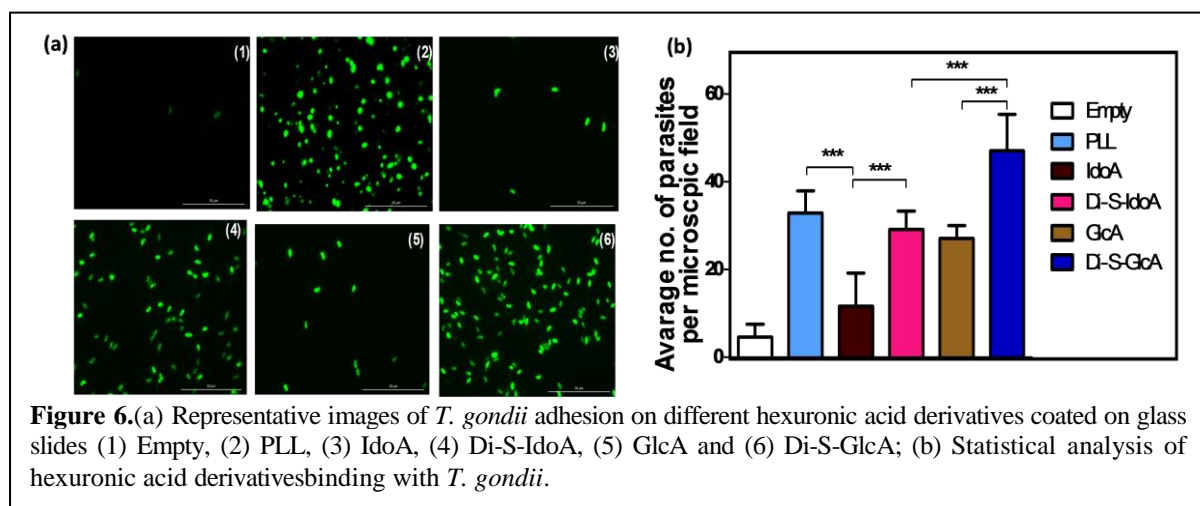 (a)
(1)
(2)
(3)
(4)
(5)
(6)
(b)
Avarage no. of parasites
per microscpic field
60
40
20
0
***
***
***
***
Empty
PLL
IdoA
Di-S-IdoA
GlcA
Di-S-GlcA
Figure 6.(a) Representative images of T. gondii adhesion on different hexuronic acid derivatives coated on glass
slides (1) Empty, (2) PLL, (3) IdoA, (4) Di-S-IdoA, (5) GlcA and (6) Di-S-GlcA; (b) Statistical analysis of
hexuronic acid derivativesbinding with T. gondii.